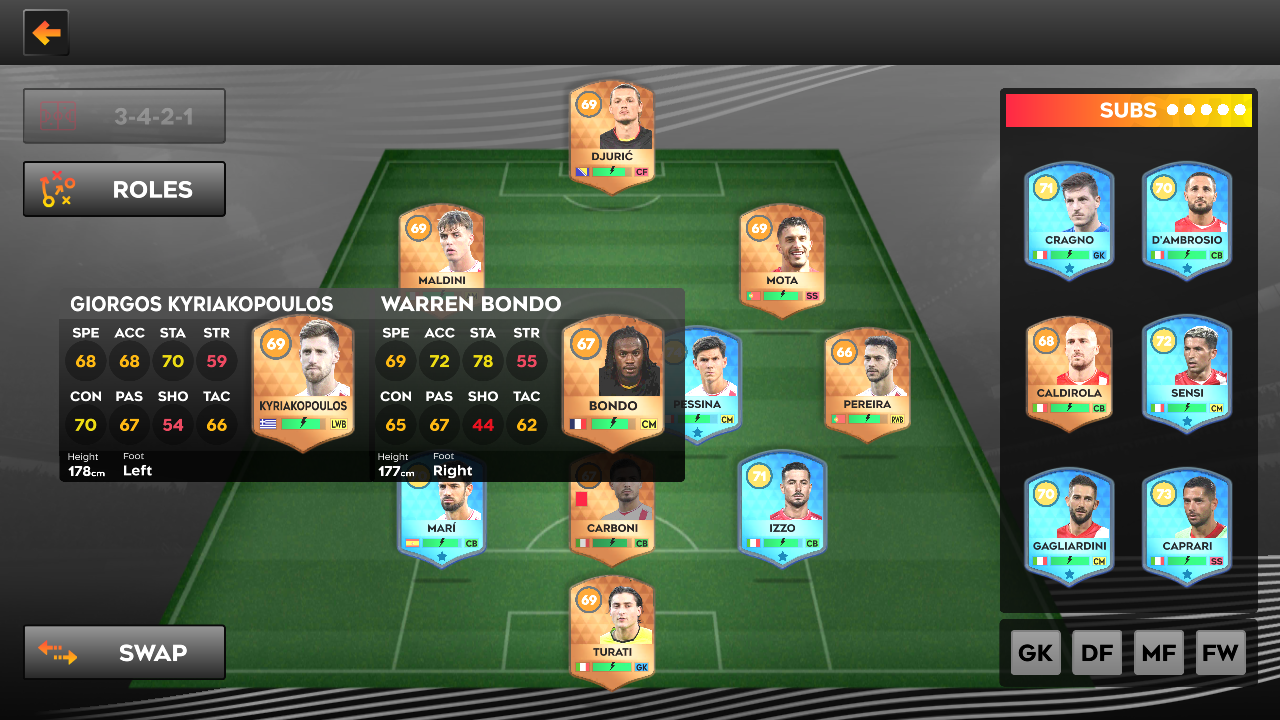 3-4-2-1
ROLES
69
DJURIĆ
CF
69
MALDINI
69
MOTA
SS
GIORGOS KYRIAKOPOULOS
SPE ACC STA STR
68 68 70 59
CON PAS SHO TAC
70 67 54 66
Height Foot
178cm Left
69
KYRIAKOPOULOS
LWB
WARREN BONDO
SPE ACC STA STR
69 72 78 55
CON PAS SHO TAC
65 67 44 62
Height Foot
177cm Right
67
BONDO
CM
PESSINA
CM
66
PEREIRA
RWB
MARÍ
CB
CARBONI
CB
71
IZZO
CB
69
TURATI
GK
SWAP
SUBS
71
CRAGNO
GK
70
D'AMBROSIO
CB
68
CALDIROLA
CB
72
SENSI
CM
70
GAGLIARDINI
CM
73
CAPRARI
SS
GK DF MF FW